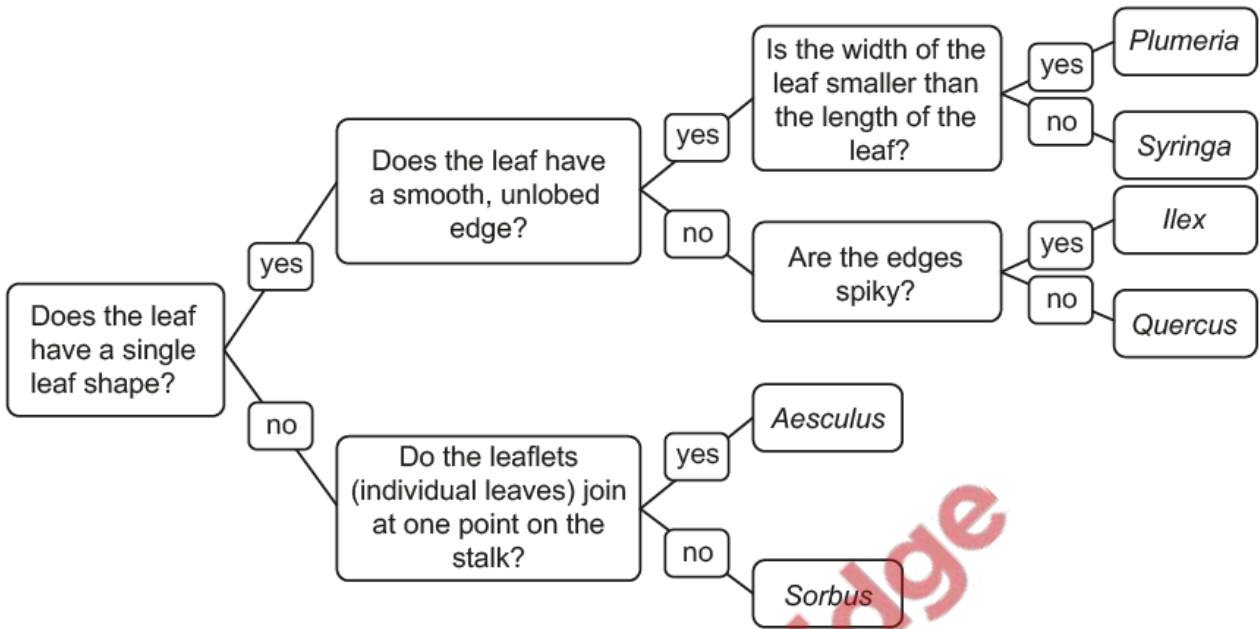 Does the leaf
have a single
leaf shape?
yes
no
Does the leaf have
a smooth, unlobed
edge?
yes
no
Is the width of the
leaf smaller than
the length of the
leaf?
yes
no
Plumeria
Syringa
Are the edges
spiky?
yes
no
Ilex
Quercus
Do the leaflets
(individual leaves) join
at one point on the
stalk?
yes
no
Aesculus
Sorbus